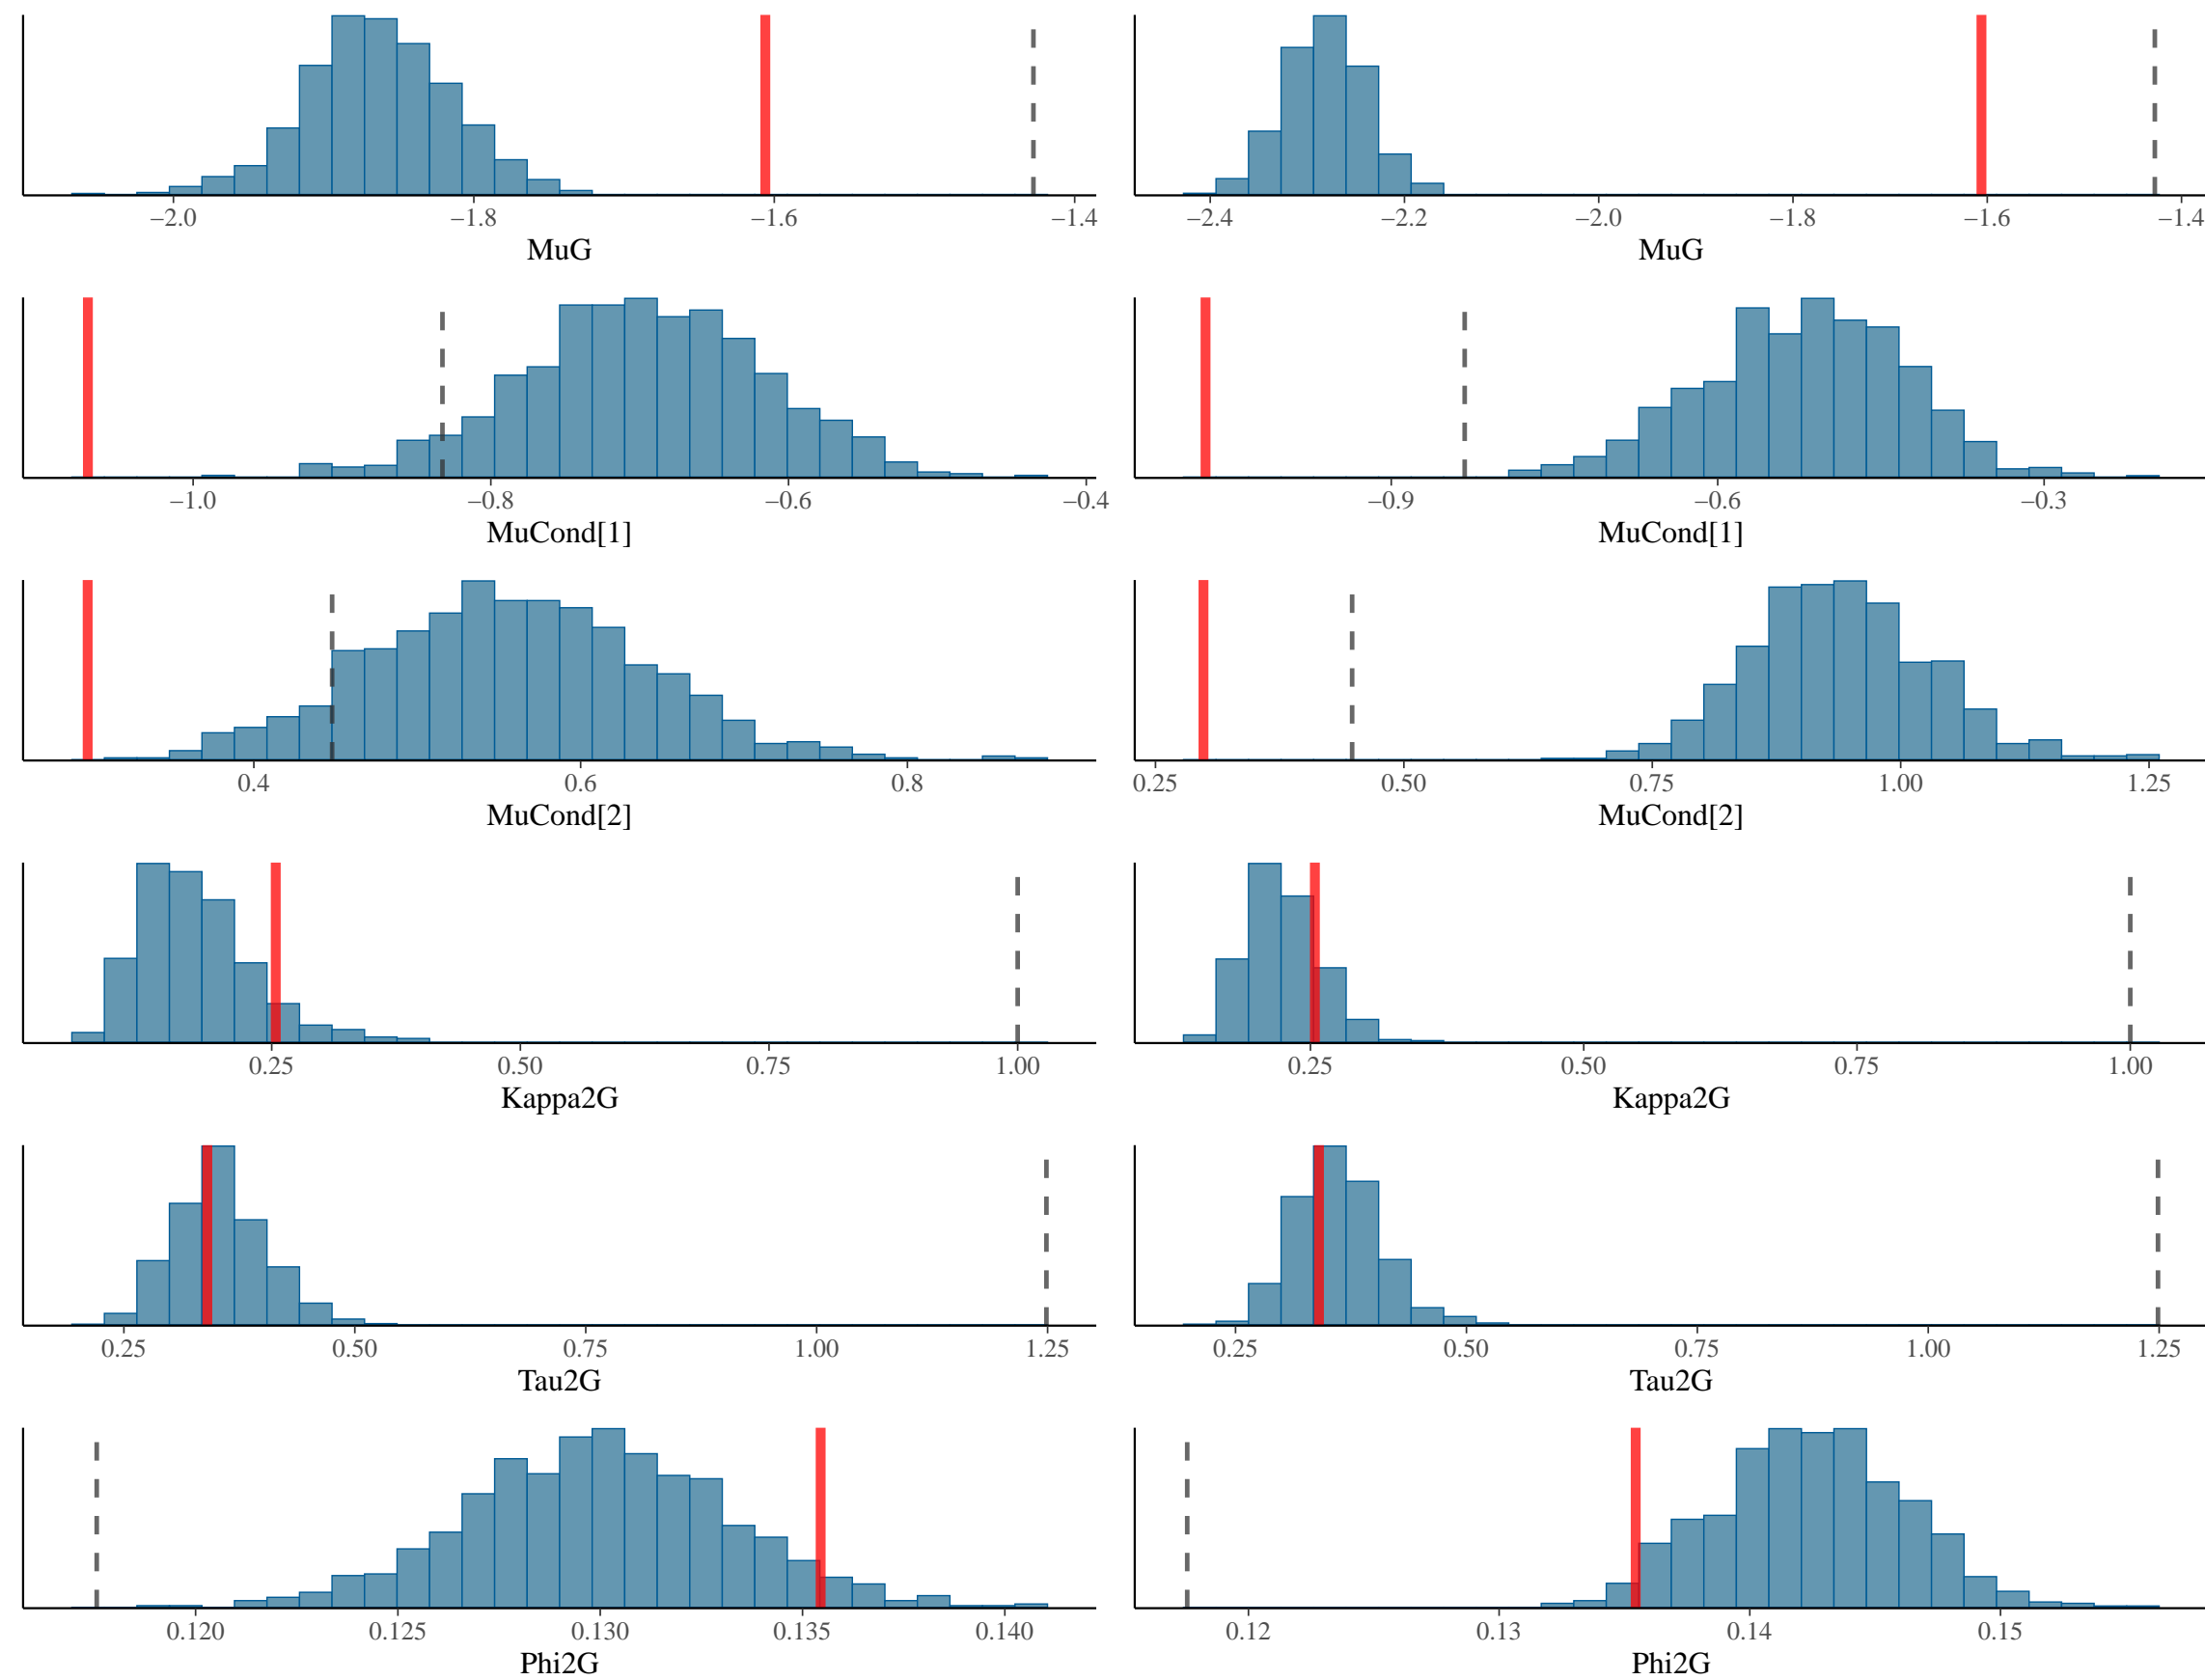 −2.0 −1.8 −1.6 −1.4
MuG
−2.4 −2.2 −2.0 −1.8 −1.6 −1.4
MuG
−1.0 −0.8 −0.6 −0.4
MuCond[1]
−0.9 −0.6 −0.3
MuCond[1]
0.4 0.6 0.8
MuCond[2]
0.25 0.50 0.75 1.00 1.25
MuCond[2]
0.25 0.50 0.75 1.00
Kappa2G
0.25 0.50 0.75 1.00
Kappa2G
0.25 0.50 0.75 1.00 1.25
Tau2G
0.25 0.50 0.75 1.00 1.25
Tau2G
0.120 0.125 0.130 0.135 0.140
Phi2G
0.12 0.13 0.14 0.15
Phi2G